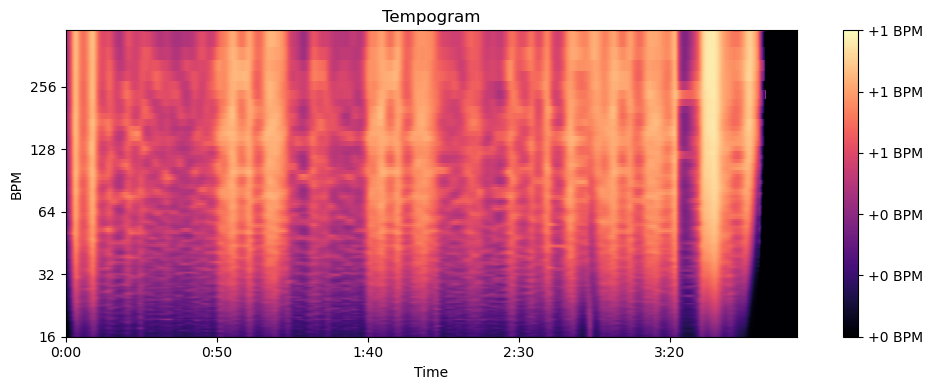 Tempogram
BPM
256
128
64
32
16
0:00
0:50
1:40
2:30
3:20
Time
+1 BPM
+1 BPM
+1 BPM
+0 BPM
+0 BPM
+0 BPM